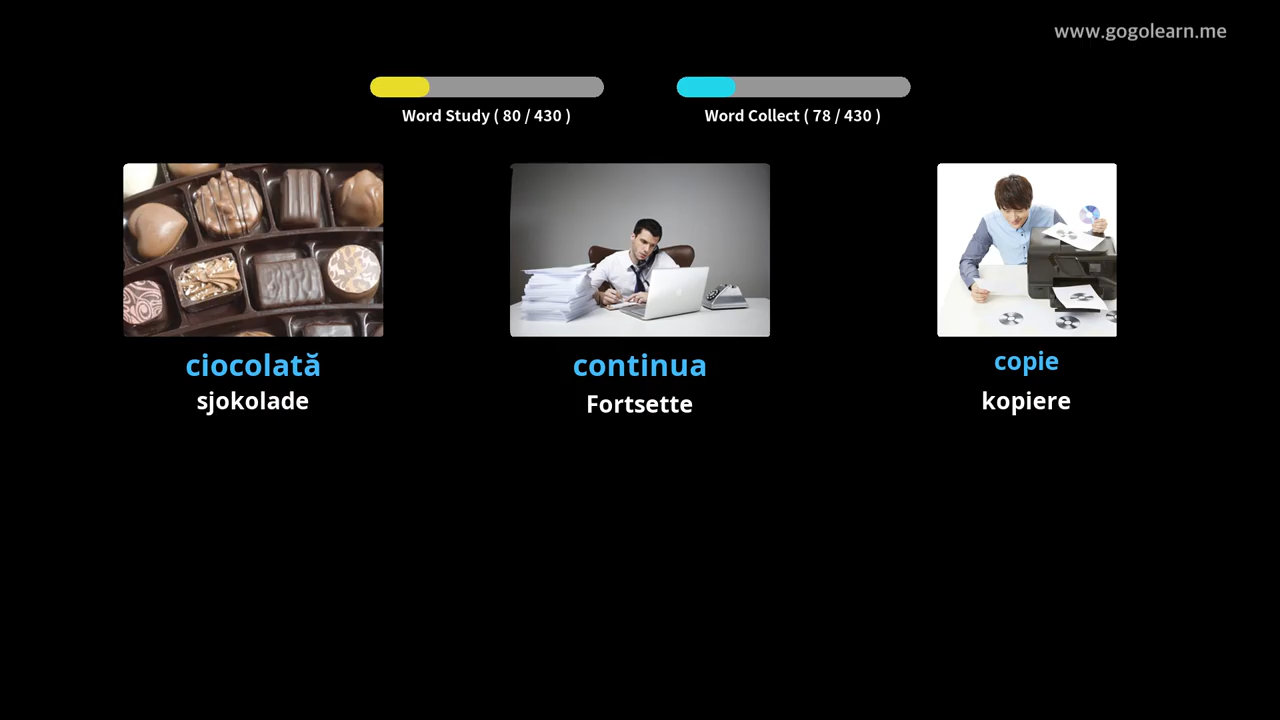 www.gogolearn.me
Word Study ( 80 / 430 )
Word Collect ( 78 / 430 )
ciocolată
continua
copie
sjokolade
Fortsette
kopiere